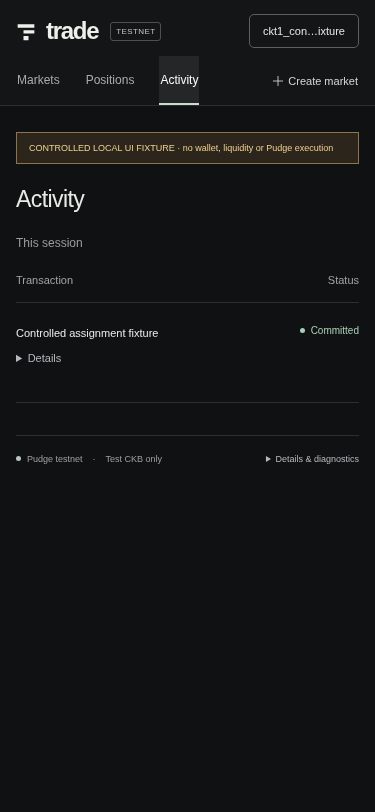 trade TESTNET ckt1_con…ixture
Markets Positions Activity + Create market
CONTROLLED LOCAL UI FIXTURE · no wallet, liquidity or Pudge execution
Activity
This session
Transaction Status
Controlled assignment fixture Committed
Details
Pudge testnet · Test CKB only Details & diagnostics